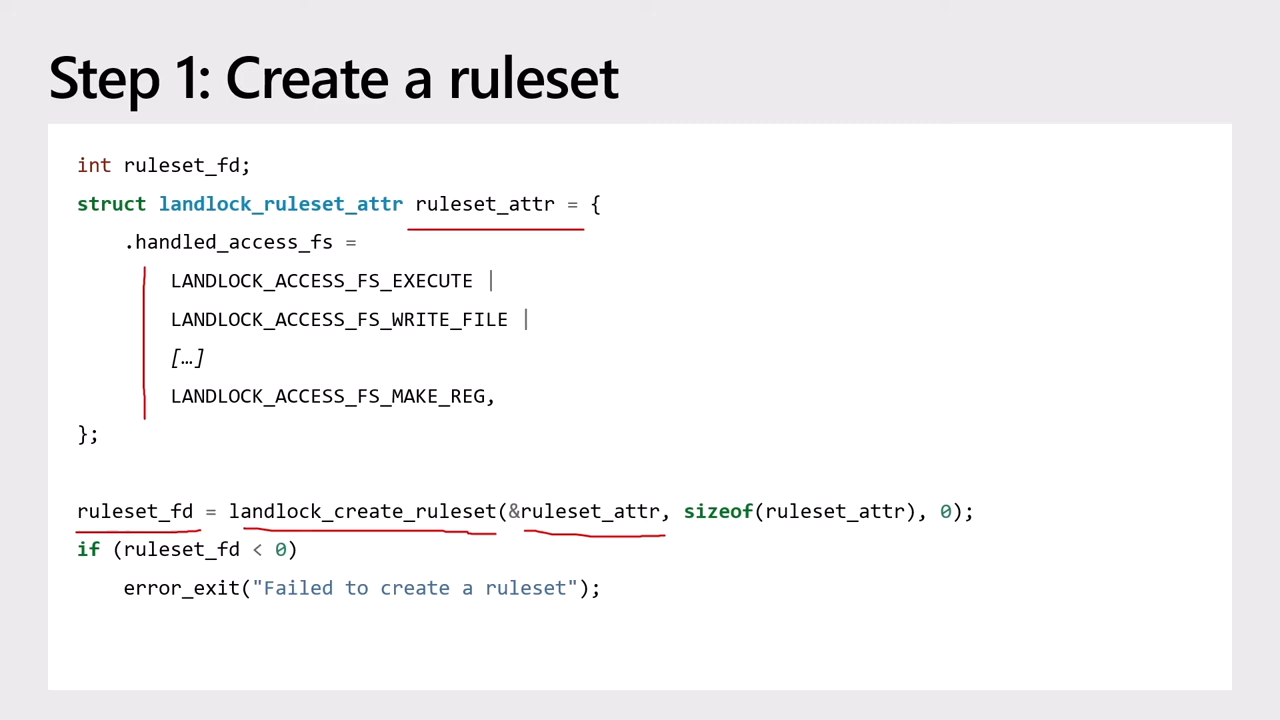 Step 1: Create a ruleset
int ruleset_fd;
struct landlock_ruleset_attr ruleset_attr = {
.handled_access_fs =
LANDLOCK_ACCESS_FS_EXECUTE |
LANDLOCK_ACCESS_FS_WRITE_FILE |
[…]
LANDLOCK_ACCESS_FS_MAKE_REG,
};
ruleset_fd = landlock_create_ruleset(&ruleset_attr, sizeof(ruleset_attr), 0);
if (ruleset_fd < 0)
error_exit("Failed to create a ruleset");